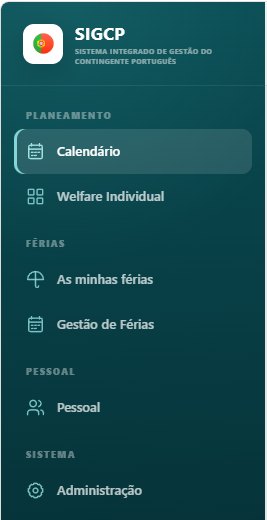 SIGCP
SISTEMA INTEGRADO DE GESTÃO DO
CONTINGENTE PORTUGUÊS
PLANEAMENTO
Calendário
Welfare Individual
FÉRIAS
As minhas férias
Gestão de Férias
PESSOAL
Pessoal
SISTEMA
Administração